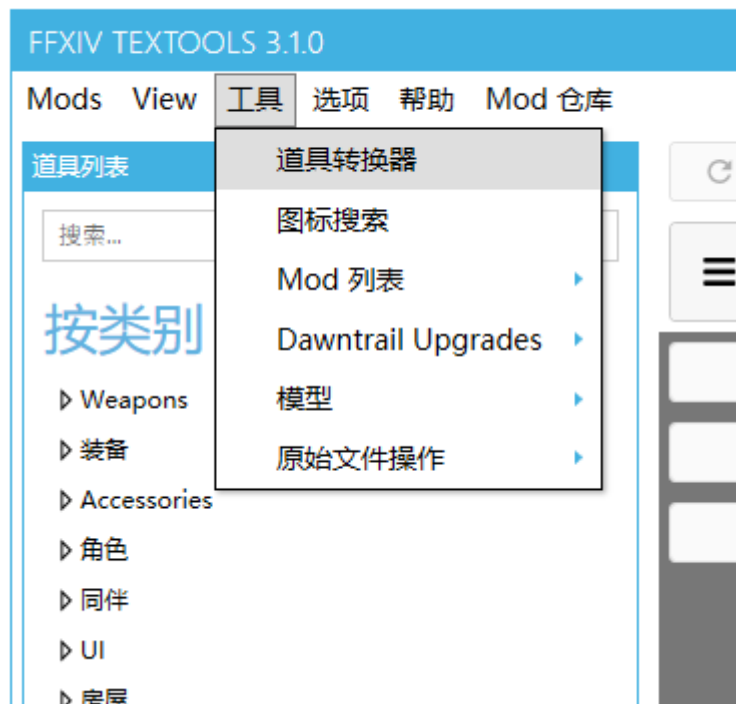 FFXIV TEXTOOLS 3.1.0
Mods View 工具 选项 帮助 Mod 仓库
道具列表
搜索...
按类别
Weapons
装备
Accessories
角色
同伴
UI
房屋
道具转换器
图标搜索
Mod 列表
Dawntrail Upgrades
模型
原始文件操作